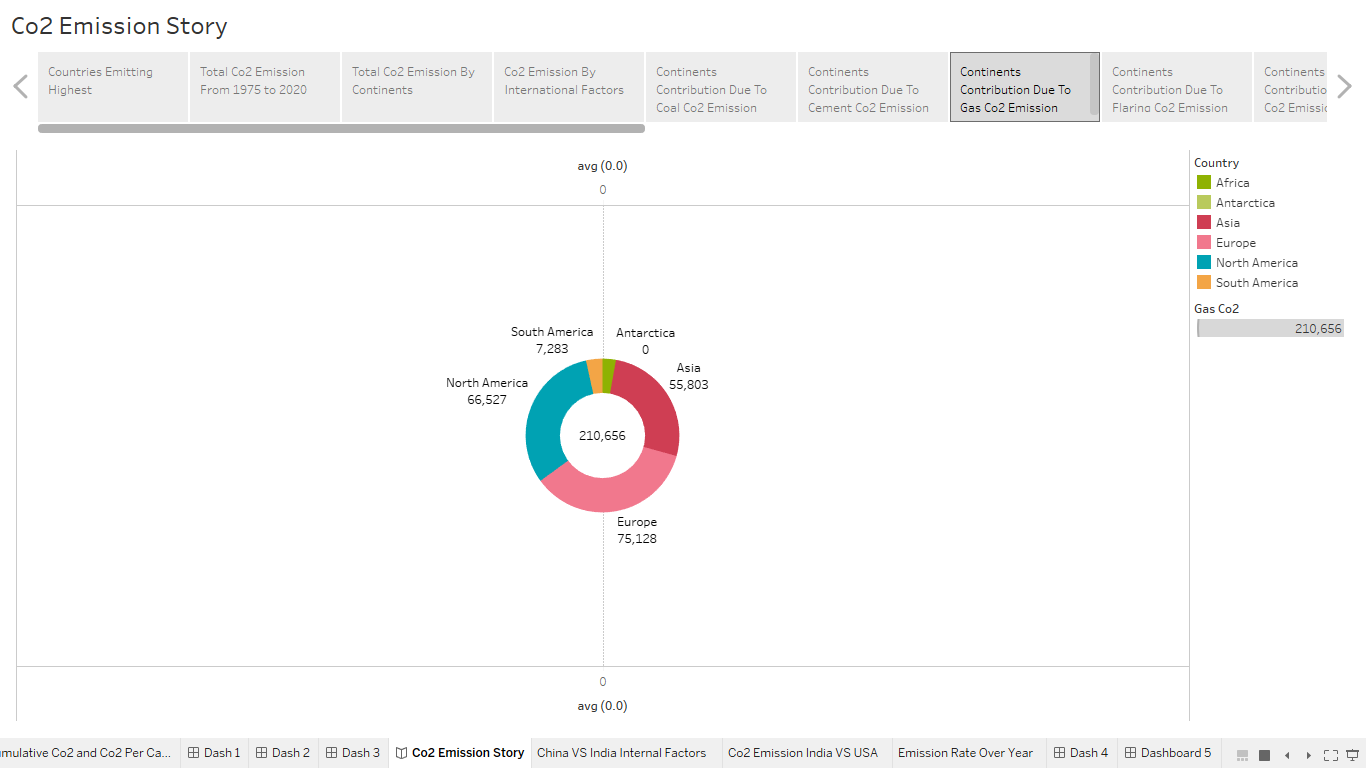 Co2 Emission Story
Countries Emitting
Highest
Total Co2 Emission
From 1975 to 2020
Total Co2 Emission By
Continents
Co2 Emission By
International Factors
Continents
Contribution Due To
Coal Co2 Emission
Continents
Contribution Due To
Cement Co2 Emission
Continents
Contribution Due To
Gas Co2 Emission
Continents
Contribution Due To
Flaring Co2 Emission
Continents
Co2
avg (0.0)
0
South America
7,283
Antarctica
0
Asia
55,803
North America
66,527
210,656
Europe
75,128
0
avg (0.0)
Country
Africa
Antarctica
Asia
Europe
North America
South America
Gas Co2
210,656
Co2 and Co2 Per Ca...
Dash 1
Dash 2
Dash 3
Co2 Emission Story
China VS India Internal Factors
Co2 Emission India VS USA
Emission Rate Over Year
Dash 4
Dashboard 5